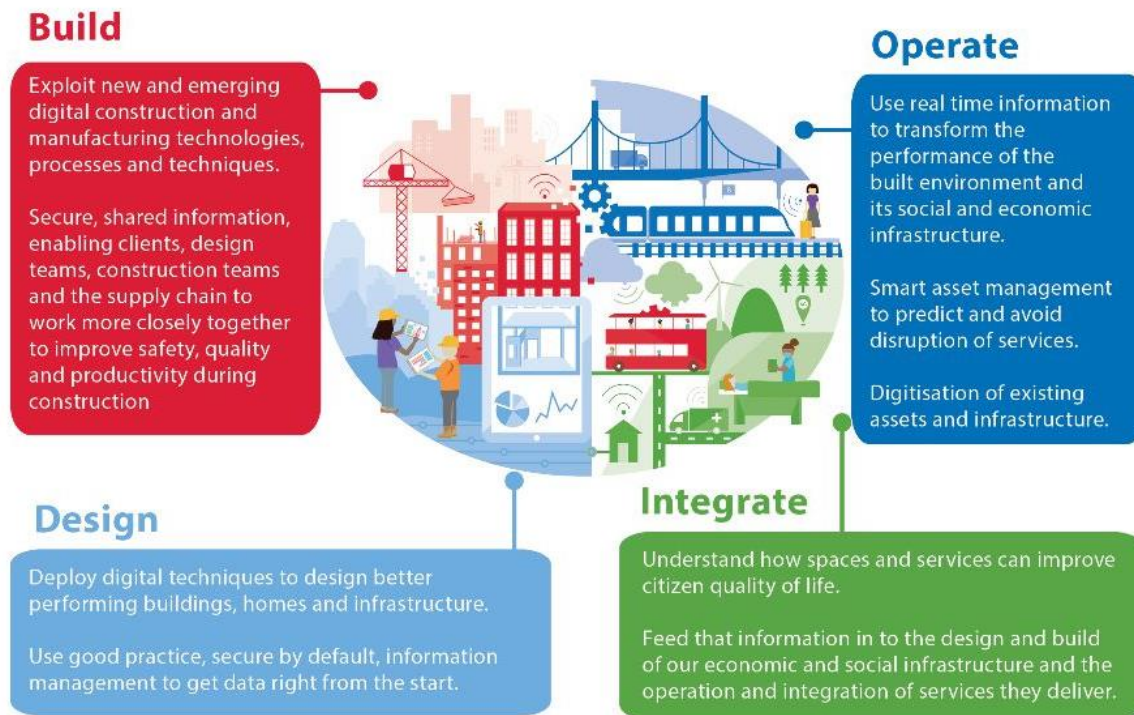 Build
Exploit new and emerging
digital construction and
manufacturing technologies,
processes and techniques.
Secure, shared information,
enabling clients, design
teams, construction teams
and the supply chain to
work more closely together
to improve safety, quality
and productivity during
construction
Operate
Use real time information
to transform the
performance of the
built environment and
its social and economic
infrastructure.
Smart asset management
to predict and avoid
disruption of services.
Digitisation of existing
assets and infrastructure.
Design
Deploy digital techniques to design better
performing buildings, homes and infrastructure.
Use good practice, secure by default, information
management to get data right from the start.
Integrate
Understand how spaces and services can improve
citizen quality of life.
Feed that information in to the design and build
of our economic and social infrastructure and the
operation and integration of services they deliver.